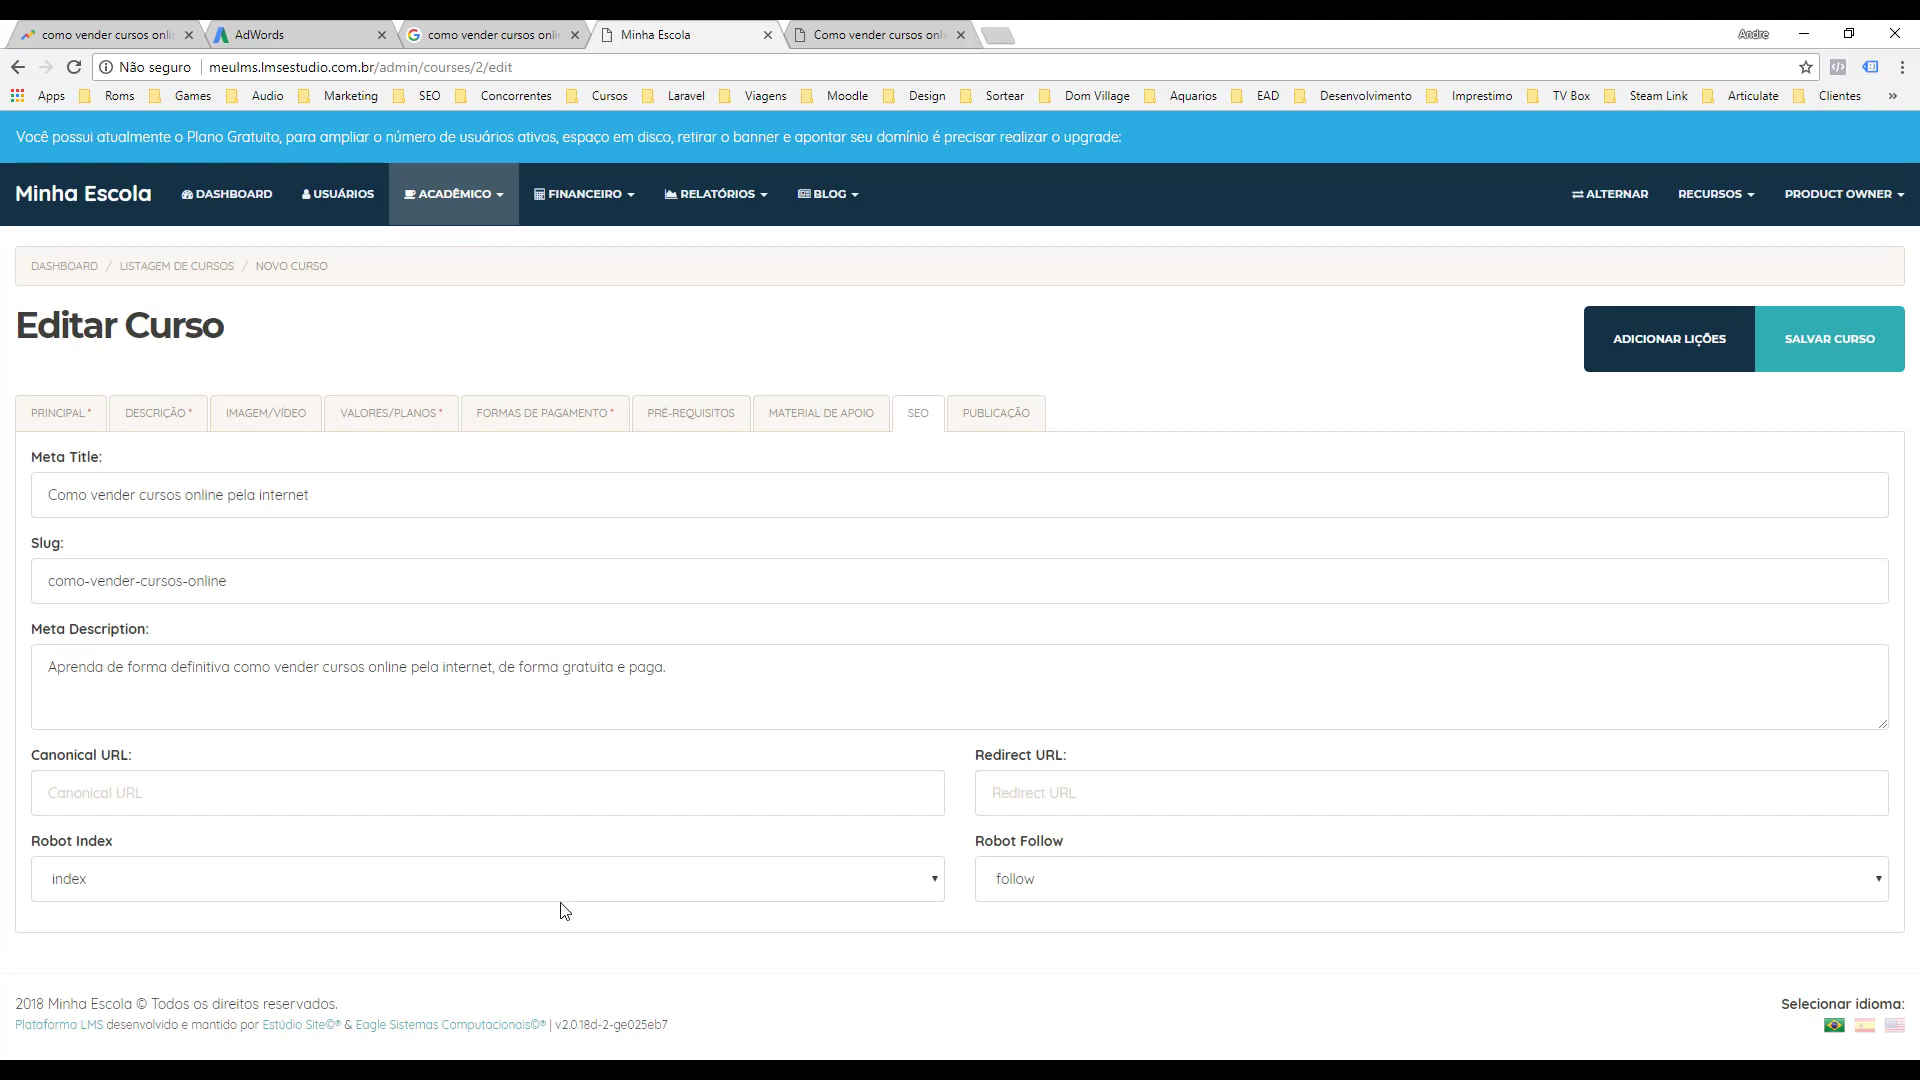 como vender cursos onli
AdWords
como vender cursos onli
Minha Escola
Como vender cursos onl
Andre
Não seguro
meulms.lmsestudio.com.br/admin/courses/2/edit
Apps Roms Games Audio Marketing SEO Concorrentes Cursos Laravel Viagens Moodle Design Sortear Dom Village Aquarios EAD Desenvolvimento Imprestimo TV Box Steam Link Articulate Clientes »
Você possui atualmente o Plano Gratuito, para ampliar o número de usuários ativos, espaço em disco, retirar o banner e apontar seu domínio é precisar realizar o upgrade:
Minha Escola DASHBOARD USUÁRIOS ACADÊMICO FINANCEIRO RELATÓRIOS BLOG ALTERNAR RECURSOS PRODUCT OWNER
DASHBOARD / LISTAGEM DE CURSOS / NOVO CURSO
Editar Curso
ADICIONAR LIÇÕES SALVAR CURSO
PRINCIPAL * DESCRIÇÃO * IMAGEM/VÍDEO VALORES/PLANOS * FORMAS DE PAGAMENTO * PRÉ-REQUISITOS MATERIAL DE APOIO SEO PUBLICAÇÃO
Meta Title:
Como vender cursos online pela internet
Slug:
como-vender-cursos-online
Meta Description:
Aprenda de forma definitiva como vender cursos online pela internet, de forma gratuita e paga.
Canonical URL: Redirect URL:
Canonical URL Redirect URL
Robot Index Robot Follow
index follow
2018 Minha Escola © Todos os direitos reservados.
Selecionar idioma:
Plataforma LMS desenvolvido e mantido por Estúdio Site©® & Eagle Sistemas Computacionais©® | v2.0.18d-2-ge025eb7